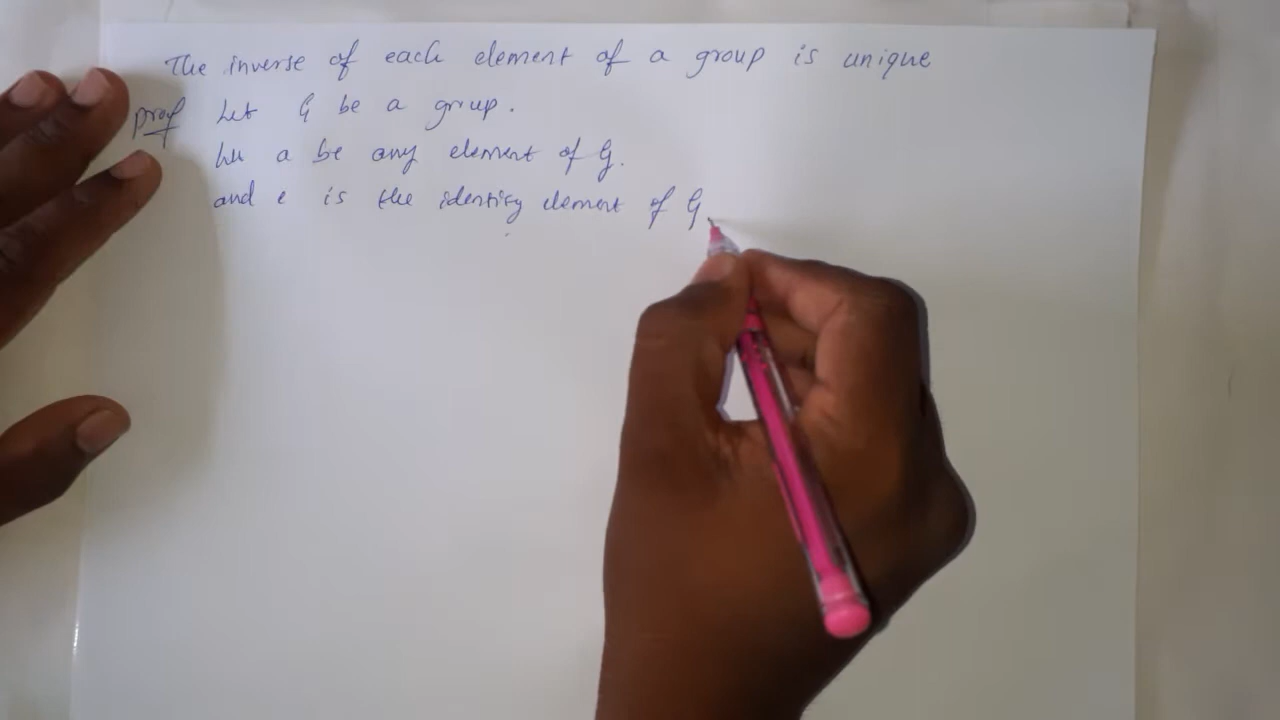 The inverse of each element of a group is unique
proof Let G be a group.
Let a be any element of G.
and e is the identity element of G